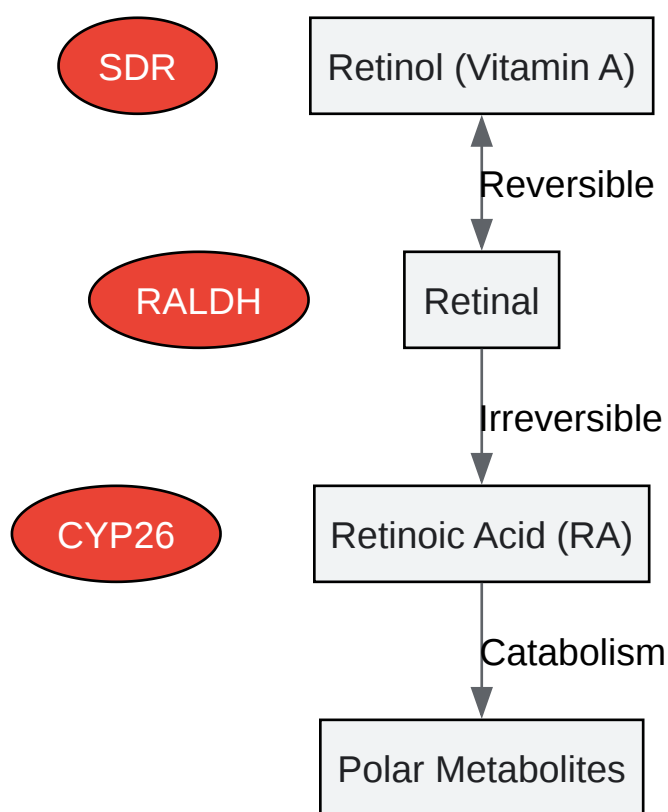 SDR
Retinol (Vitamin A)
Reversible
RALDH
Retinal
Irreversible
CYP26
Retinoic Acid (RA)
Catabolism
Polar Metabolites